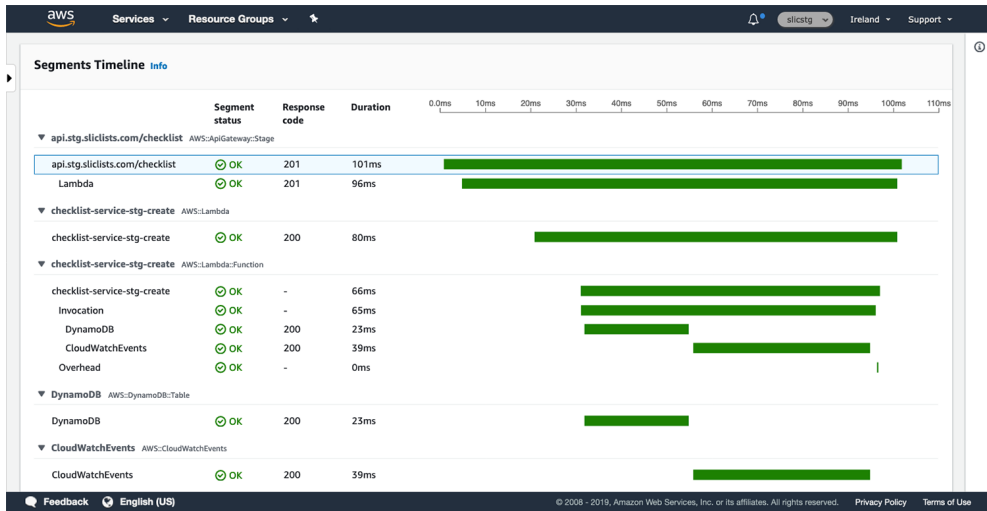 aws Services Resource Groups slicstg Ireland Support
Segments Timeline Info
Segment status Response code Duration 0.0ms 10ms 20ms 30ms 40ms 50ms 60ms 70ms 80ms 90ms 100ms 110ms
api.stg.sliclists.com/checklist AWS::ApiGateway::Stage
api.stg.sliclists.com/checklist OK 201 101ms
Lambda OK 201 96ms
checklist-service-stg-create AWS::Lambda
checklist-service-stg-create OK 200 80ms
checklist-service-stg-create AWS::Lambda::Function
checklist-service-stg-create OK - 66ms
Invocation OK - 65ms
DynamoDB OK 200 23ms
CloudWatchEvents OK 200 39ms
Overhead OK - 0ms
DynamoDB AWS::DynamoDB::Table
DynamoDB OK 200 23ms
CloudWatchEvents AWS::CloudWatchEvents
CloudWatchEvents OK 200 39ms
Feedback English (US) © 2008 - 2019, Amazon Web Services, Inc. or its affiliates. All rights reserved. Privacy Policy Terms of Use